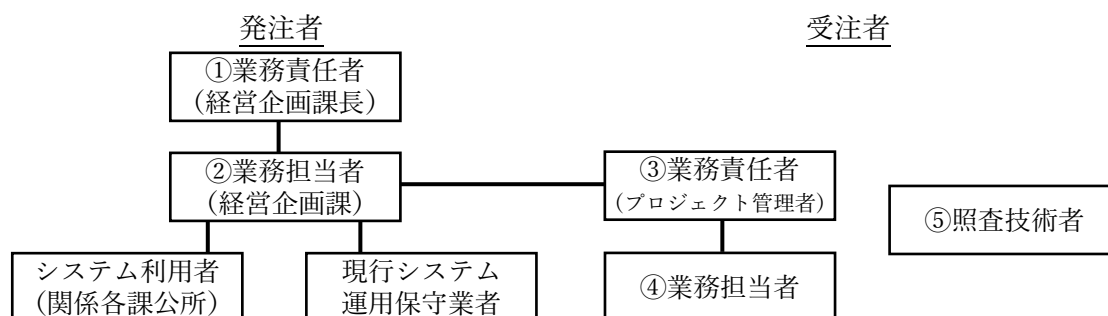 発注者
受注者
①業務責任者
(経営企画課長)
②業務担当者
(経営企画課)
③業務責任者
(プロジェクト管理者)
⑤照査技術者
システム利用者
(関係各課公所)
現行システム
運用保守業者
④業務担当者